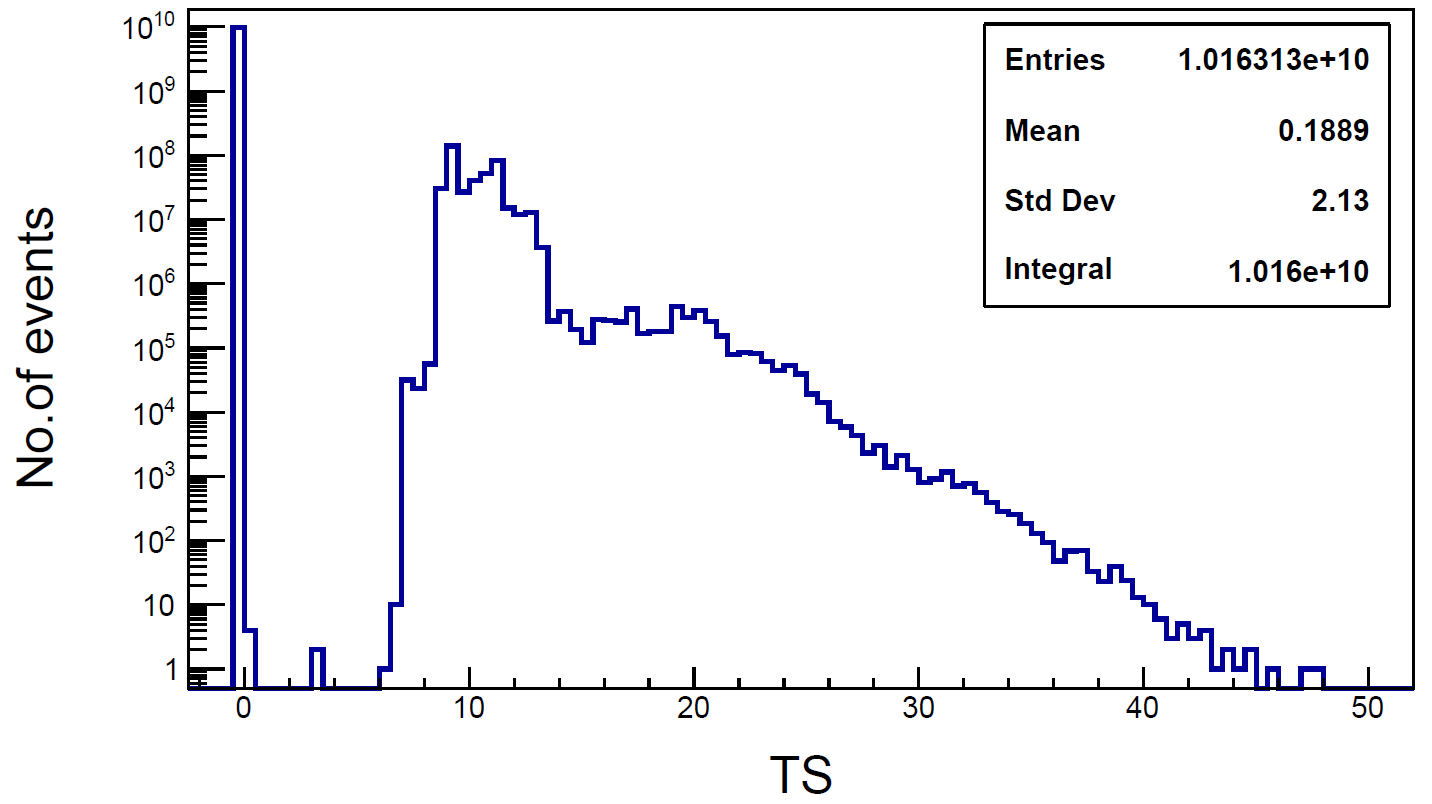 No.of events
10^10
10^9
10^8
10^7
10^6
10^5
10^4
10^3
10^2
10
1
Entries 1.016313e+10
Mean 0.1889
Std Dev 2.13
Integral 1.016e+10
0 10 20 30 40 50
TS